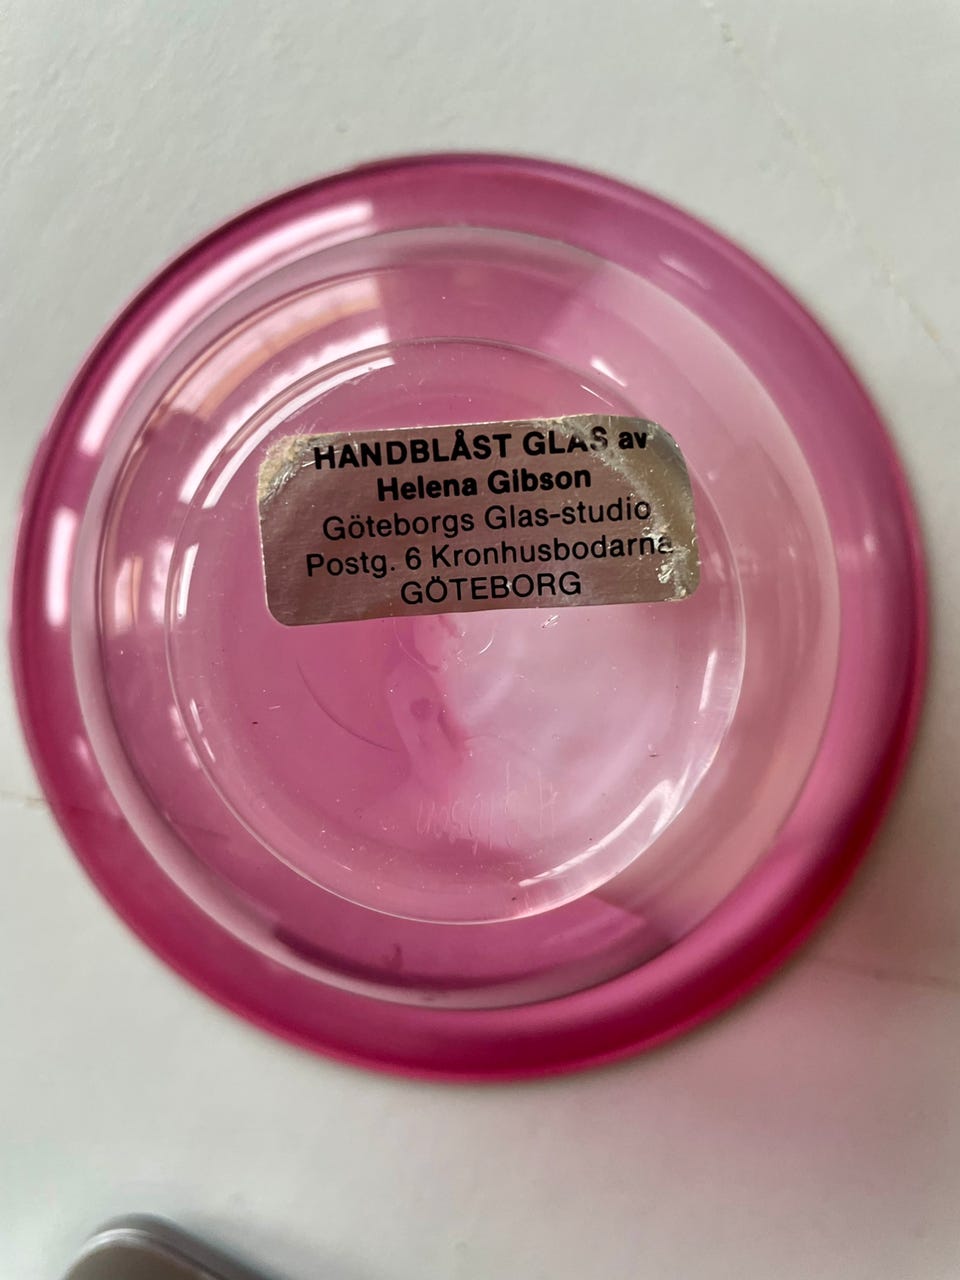 HANDBLÅST GLAS av
Helena Gibson
Göteborgs Glas-studio
Postg. 6 Kronhusbodarna
GÖTEBORG